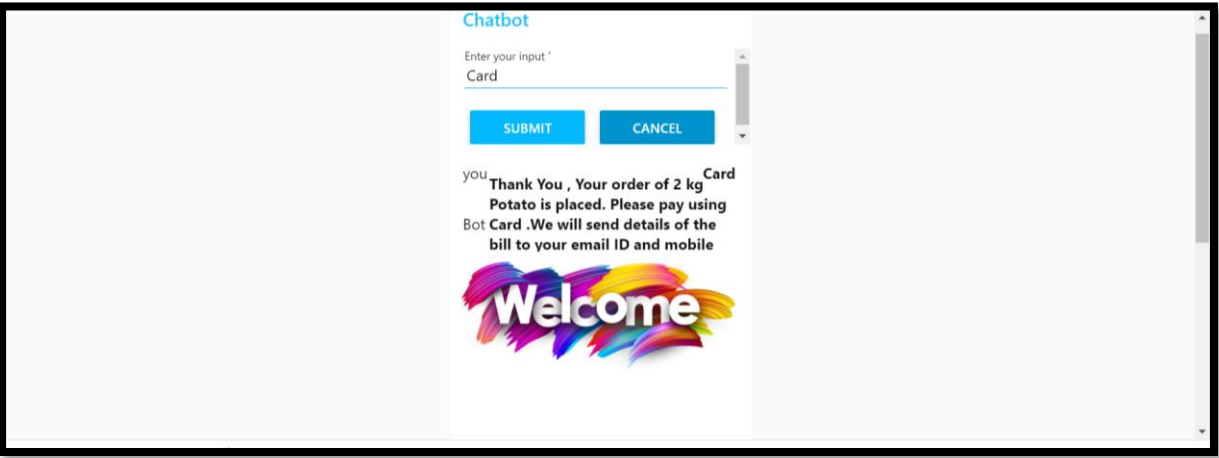 Chatbot
Enter your input *
Card
SUBMIT CANCEL
you Card
Thank You , Your order of 2 kg
Potato is placed. Please pay using
Bot Card .We will send details of the
bill to your email ID and mobile
Welcome